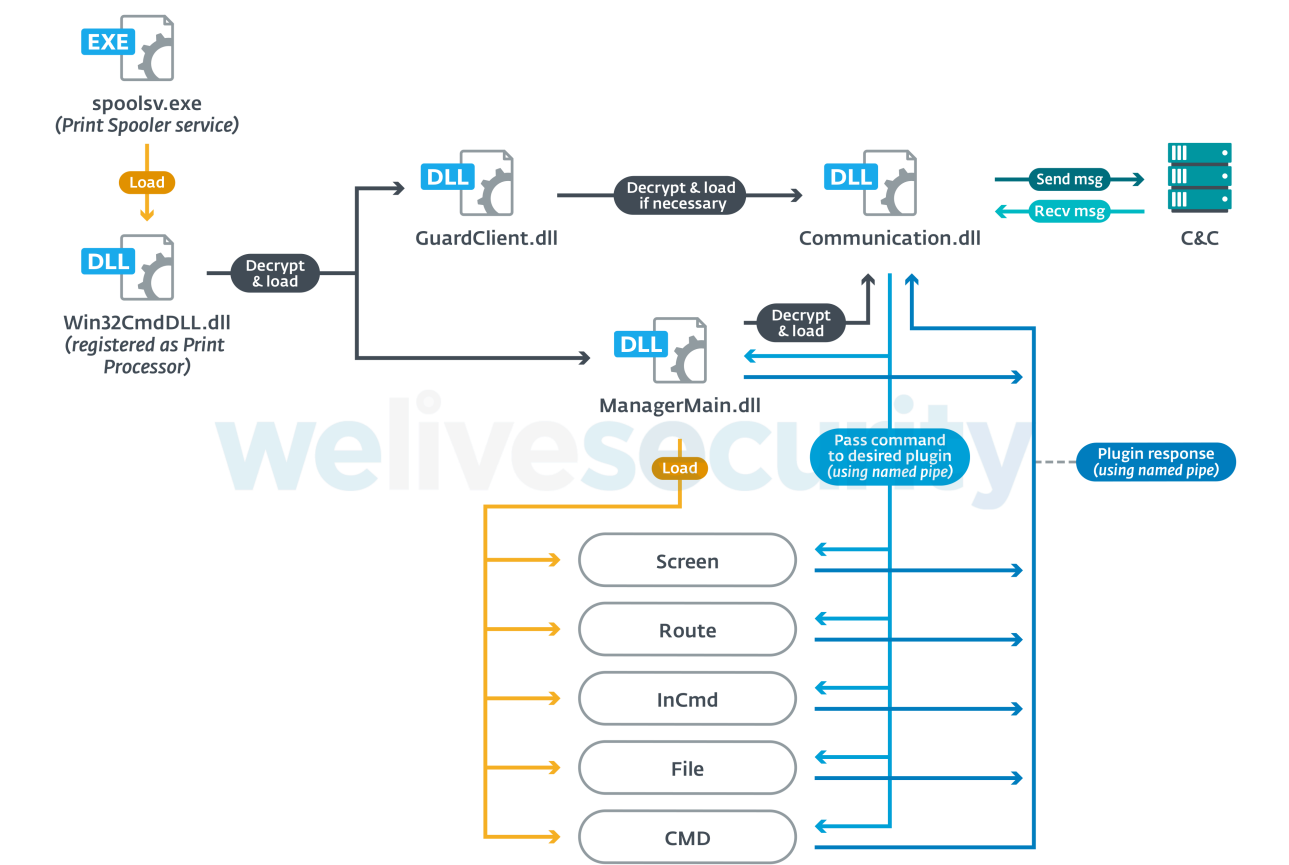 EXE
spoolsv.exe
(Print Spooler service)
Load
DLL
Win32CmdDLL.dll
(registered as Print
Processor)
Decrypt
& load
DLL
GuardClient.dll
Decrypt & load
if necessary
DLL
Communication.dll
Send msg
Recv msg
C&C
DLL
ManagerMain.dll
Decrypt
& load
welivesecurity
Load
Pass command
to desired plugin
(using named pipe)
Plugin response
(using named pipe)
Screen
Route
InCmd
File
CMD